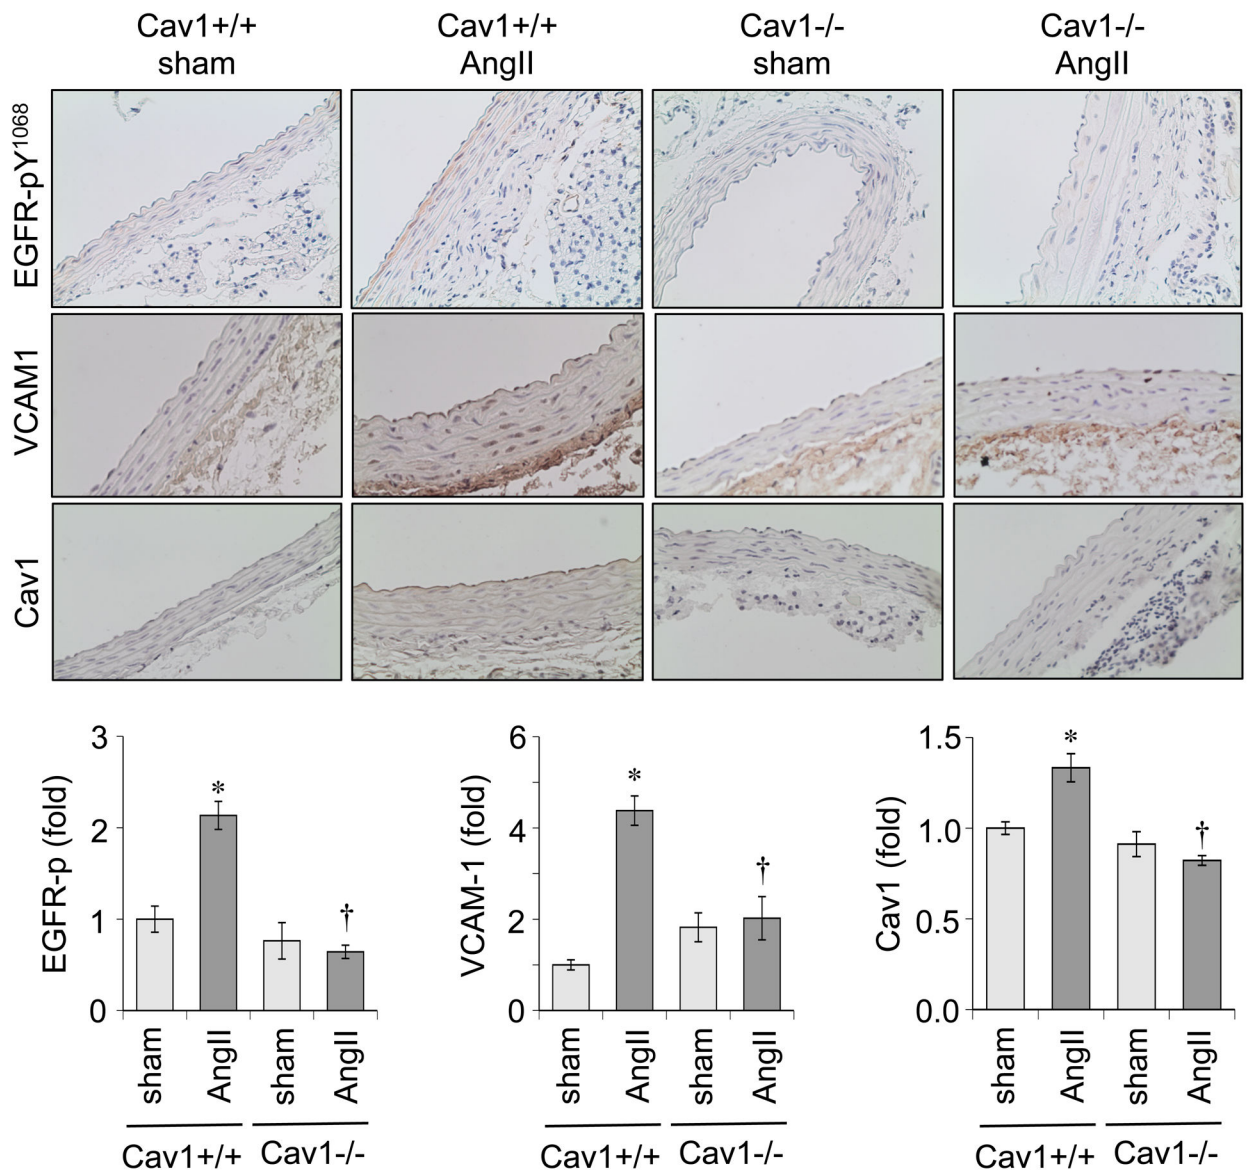 Cav1+/+ Cav1+/+ Cav1-/- Cav1-/-
sham AngII sham AngII
EGFR-pY1068
VCAM1
Cav1
EGFR-p (fold)
3
2
1
0
*
†
sham AngII sham AngII
Cav1+/+ Cav1-/-
VCAM-1 (fold)
6
4
2
0
*
†
sham AngII sham AngII
Cav1+/+ Cav1-/-
Cav1 (fold)
1.5
1.0
0.5
0.0
*
†
sham AngII sham AngII
Cav1+/+ Cav1-/-